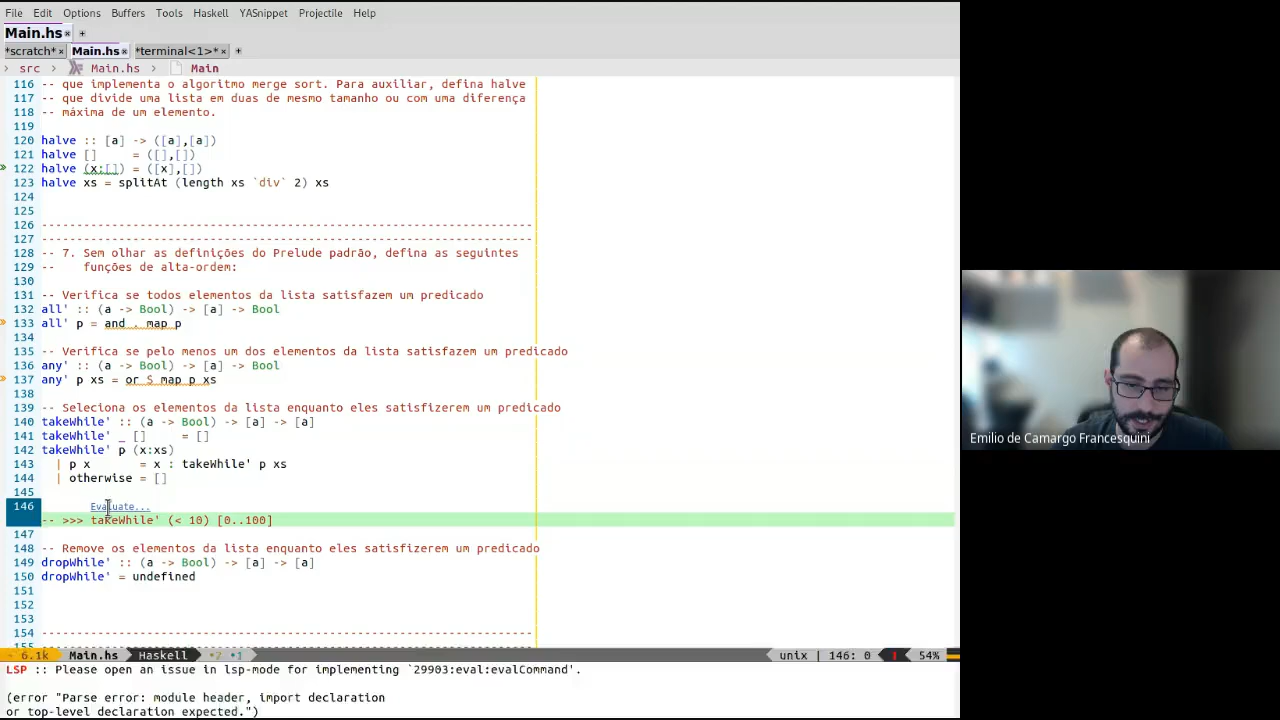 File Edit Options Buffers Tools Haskell YASnippet Projectile Help
Main.hs × +
*scratch* × Main.hs × *terminal<1>* × +
› src › Main.hs › Main
116 -- que implementa o algoritmo merge sort. Para auxiliar, defina halve
117 -- que divide uma lista em duas de mesmo tamanho ou com uma diferença
118 -- máxima de um elemento.
119
120 halve :: [a] -> ([a],[a])
121 halve [] = ([],[])
122 halve (x:[]) = ([x],[])
123 halve xs = splitAt (length xs `div` 2) xs
124
125
126 ----------------------------------------------------------------------
127 ----------------------------------------------------------------------
128 -- 7. Sem olhar as definições do Prelude padrão, defina as seguintes
129 -- funções de alta-ordem:
130
131 -- Verifica se todos elementos da lista satisfazem um predicado
132 all' :: (a -> Bool) -> [a] -> Bool
133 all' p = and . map p
134
135 -- Verifica se pelo menos um dos elementos da lista satisfazem um predicado
136 any' :: (a -> Bool) -> [a] -> Bool
137 any' p xs = or $ map p xs
138
139 -- Seleciona os elementos da lista enquanto eles satisfizerem um predicado
140 takeWhile' :: (a -> Bool) -> [a] -> [a]
141 takeWhile' _ [] = []
142 takeWhile' p (x:xs)
143 | p x = x : takeWhile' p xs
144 | otherwise = []
145
146 Evaluate...
-- >>> takeWhile' (< 10) [0..100]
147
148 -- Remove os elementos da lista enquanto eles satisfizerem um predicado
149 dropWhile' :: (a -> Bool) -> [a] -> [a]
150 dropWhile' = undefined
151
152
153
154 ----------------------------------------------------------------------
6.1k Main.hs Haskell *2 *1 unix | 146: 0 54%
LSP :: Please open an issue in lsp-mode for implementing `29903:eval:evalCommand'.
(error "Parse error: module header, import declaration
or top-level declaration expected.")
Emilio de Camargo Francesquini